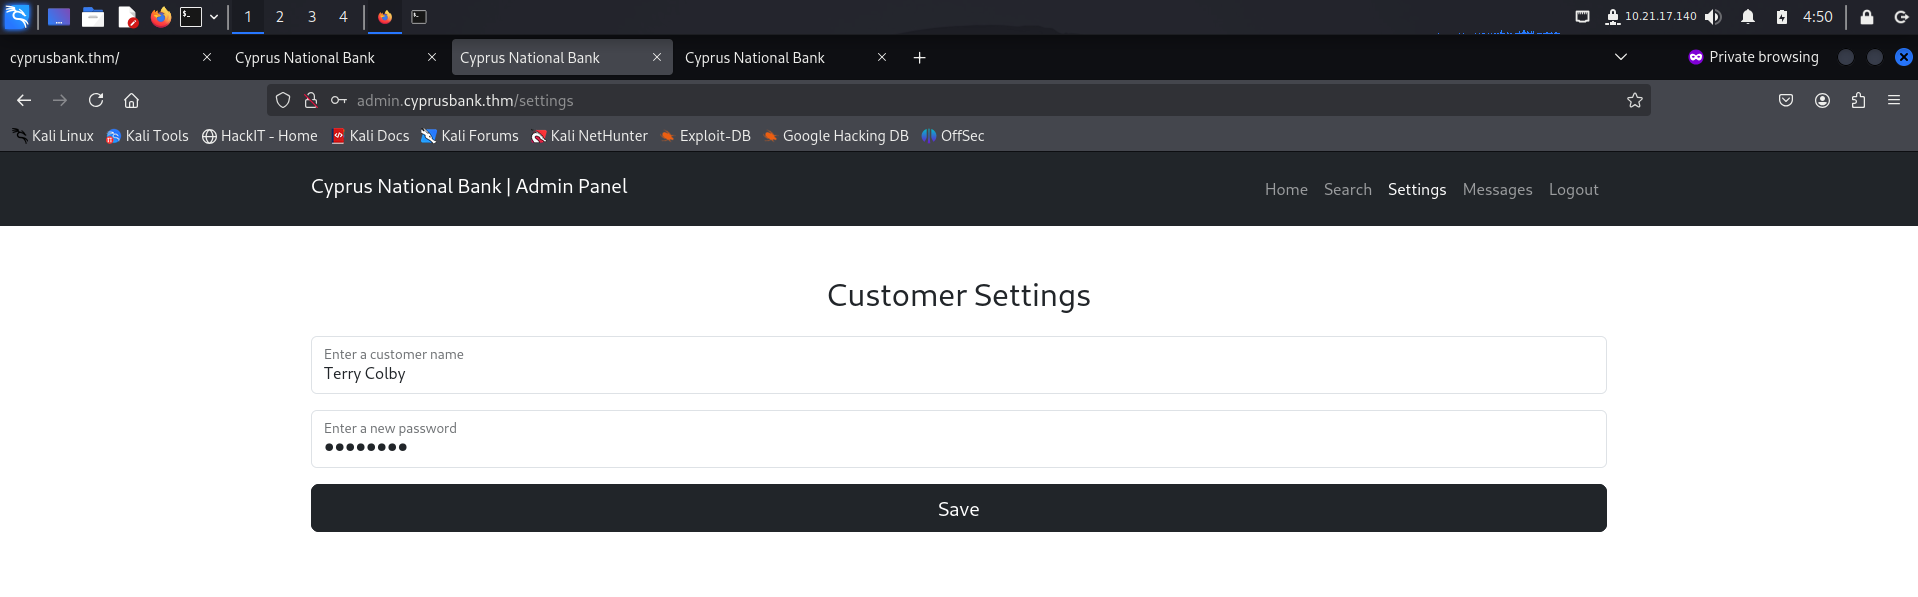 1 2 3 4 10.21.17.140 4:50
cyprusbank.thm/ Cyprus National Bank Cyprus National Bank Cyprus National Bank Private browsing
admin.cyprusbank.thm/settings
Kali Linux Kali Tools HackIT - Home Kali Docs Kali Forums Kali NetHunter Exploit-DB Google Hacking DB OffSec
Cyprus National Bank | Admin Panel Home Search Settings Messages Logout
Customer Settings
Enter a customer name
Terry Colby
Enter a new password
••••••••
Save